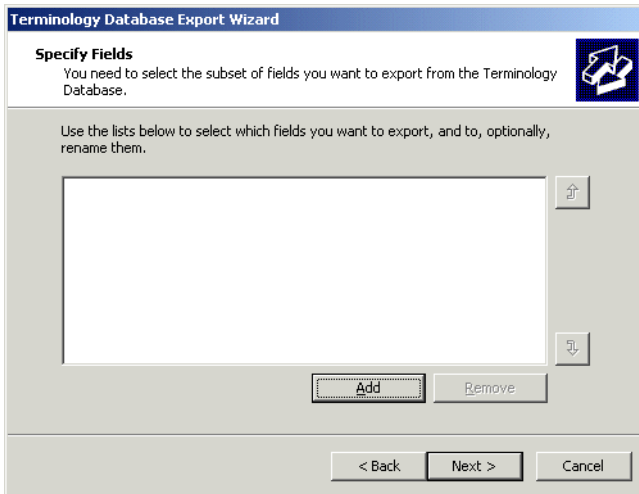 Terminology Database Export Wizard
Specify Fields
You need to select the subset of fields you want to export from the Terminology
Database.
Use the lists below to select which fields you want to export, and to, optionally,
rename them.
Add
Remove
< Back
Next >
Cancel